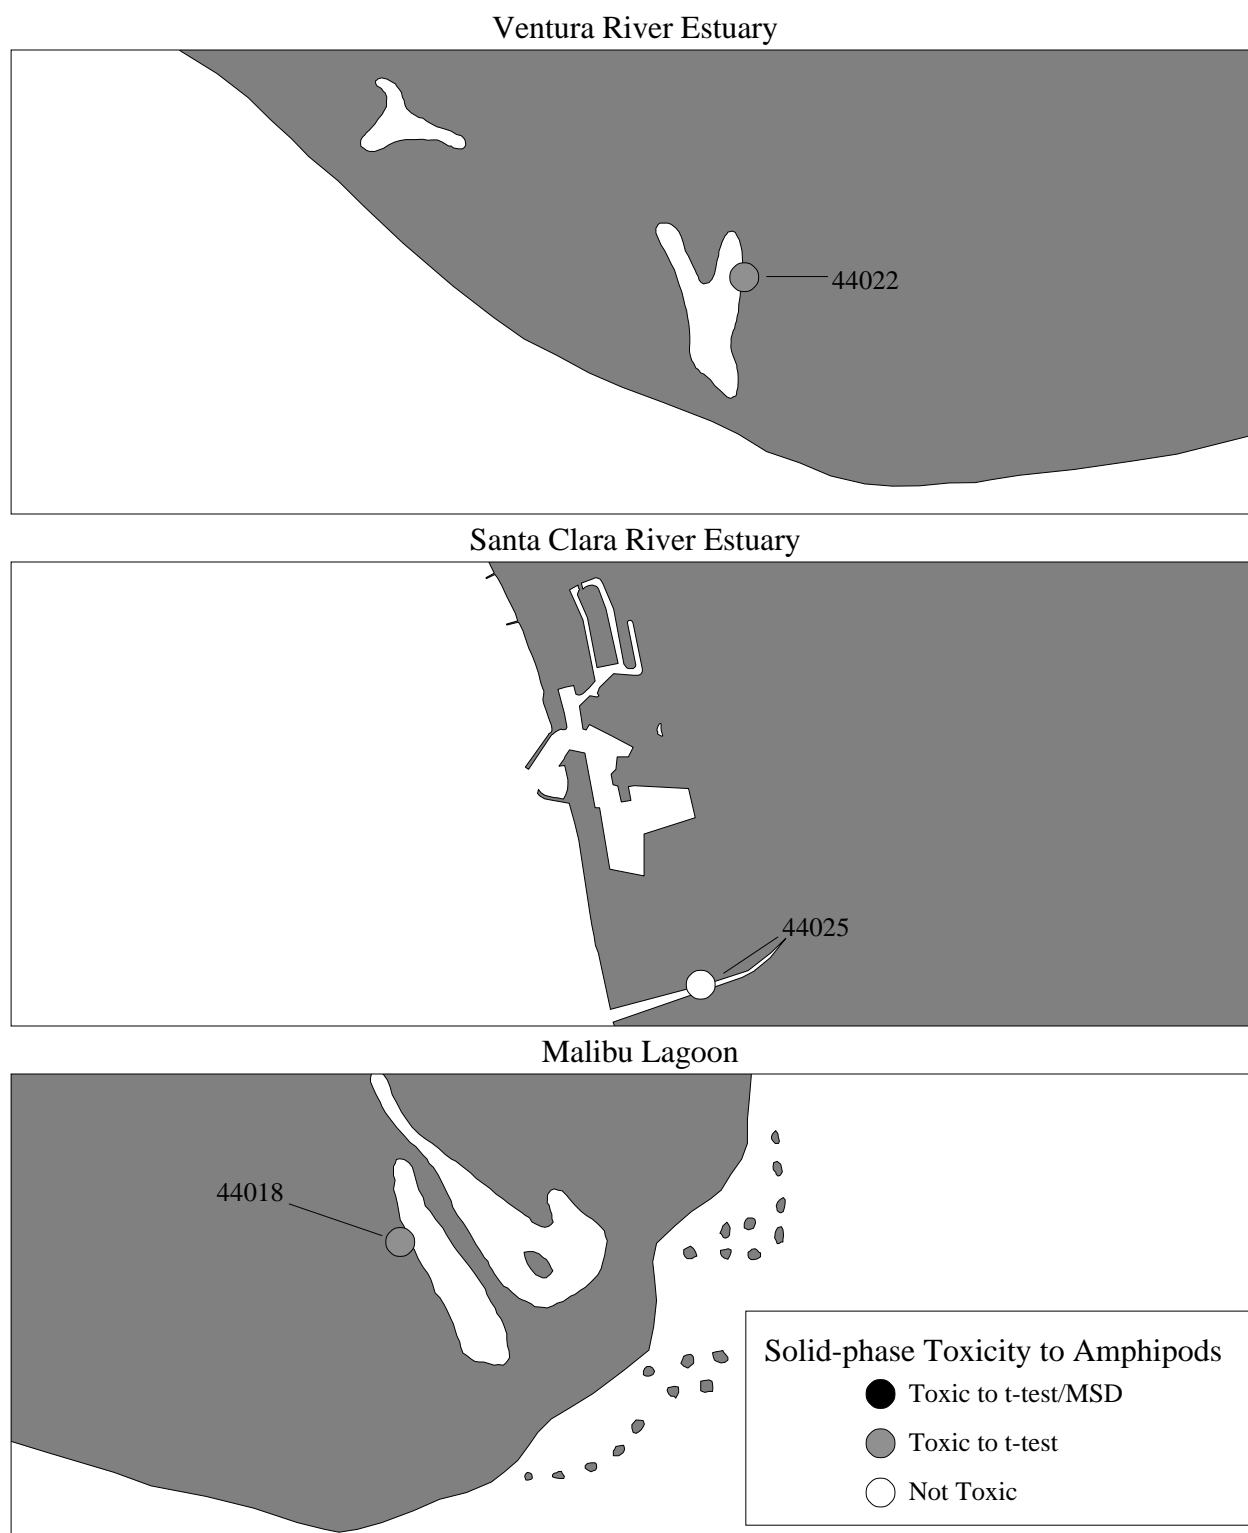 Ventura River Estuary
44022
Santa Clara River Estuary
44025
Malibu Lagoon
44018
Solid-phase Toxicity to Amphipods
Toxic to t-test/MSD
Toxic to t-test
Not Toxic